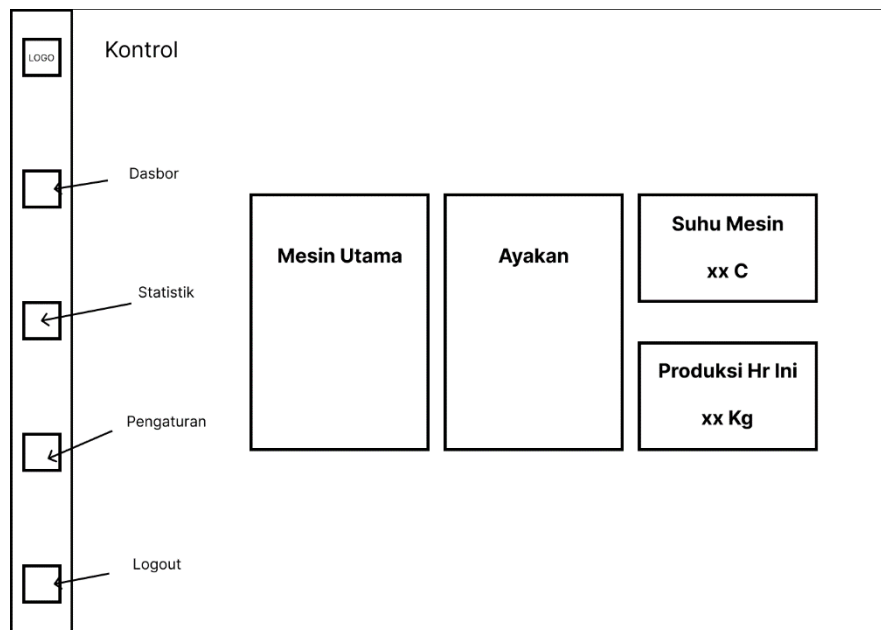 LOGO
Kontrol
Dasbor
Statistik
Pengaturan
Logout
Mesin Utama
Ayakan
Suhu Mesin
xx C
Produksi Hr Ini
xx Kg